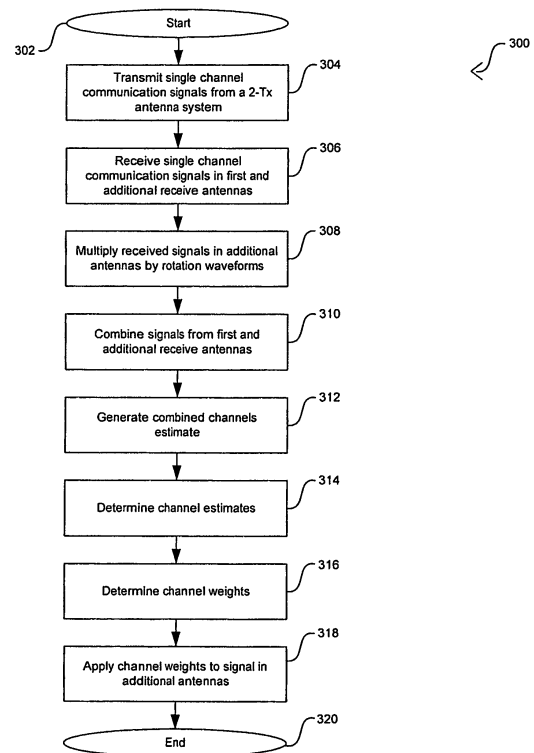 Start
302
300
Transmit single channel
communication signals from a 2-Tx
antenna system
304
Receive single channel
communication signals in first and
additional receive antennas
306
Multiply received signals in additional
antennas by rotation waveforms
308
Combine signals from first and
additional receive antennas
310
Generate combined channels
estimate
312
Determine channel estimates
314
Determine channel weights
316
Apply channel weights to signal in
additional antennas
318
End
320